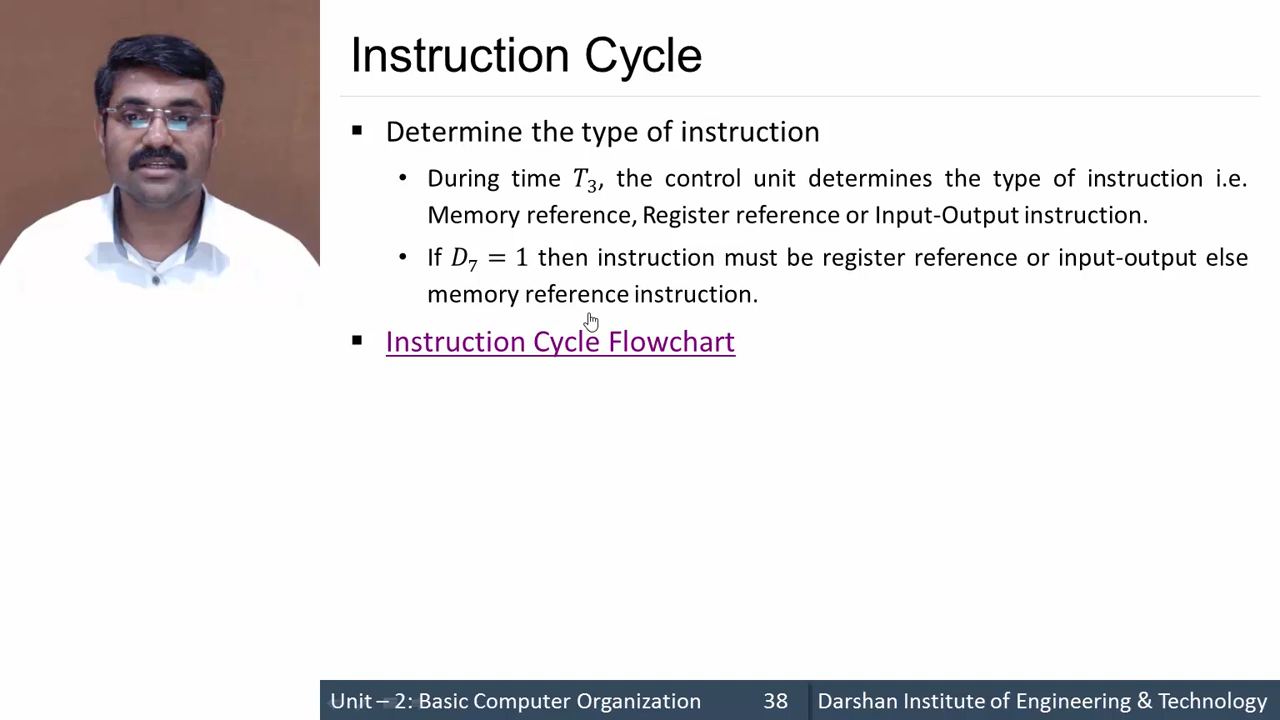 Instruction Cycle
▪ Determine the type of instruction
• During time T₃, the control unit determines the type of instruction i.e.
Memory reference, Register reference or Input-Output instruction.
• If D₇ = 1 then instruction must be register reference or input-output else
memory reference instruction.
▪ Instruction Cycle Flowchart
Unit – 2: Basic Computer Organization 38 Darshan Institute of Engineering & Technology